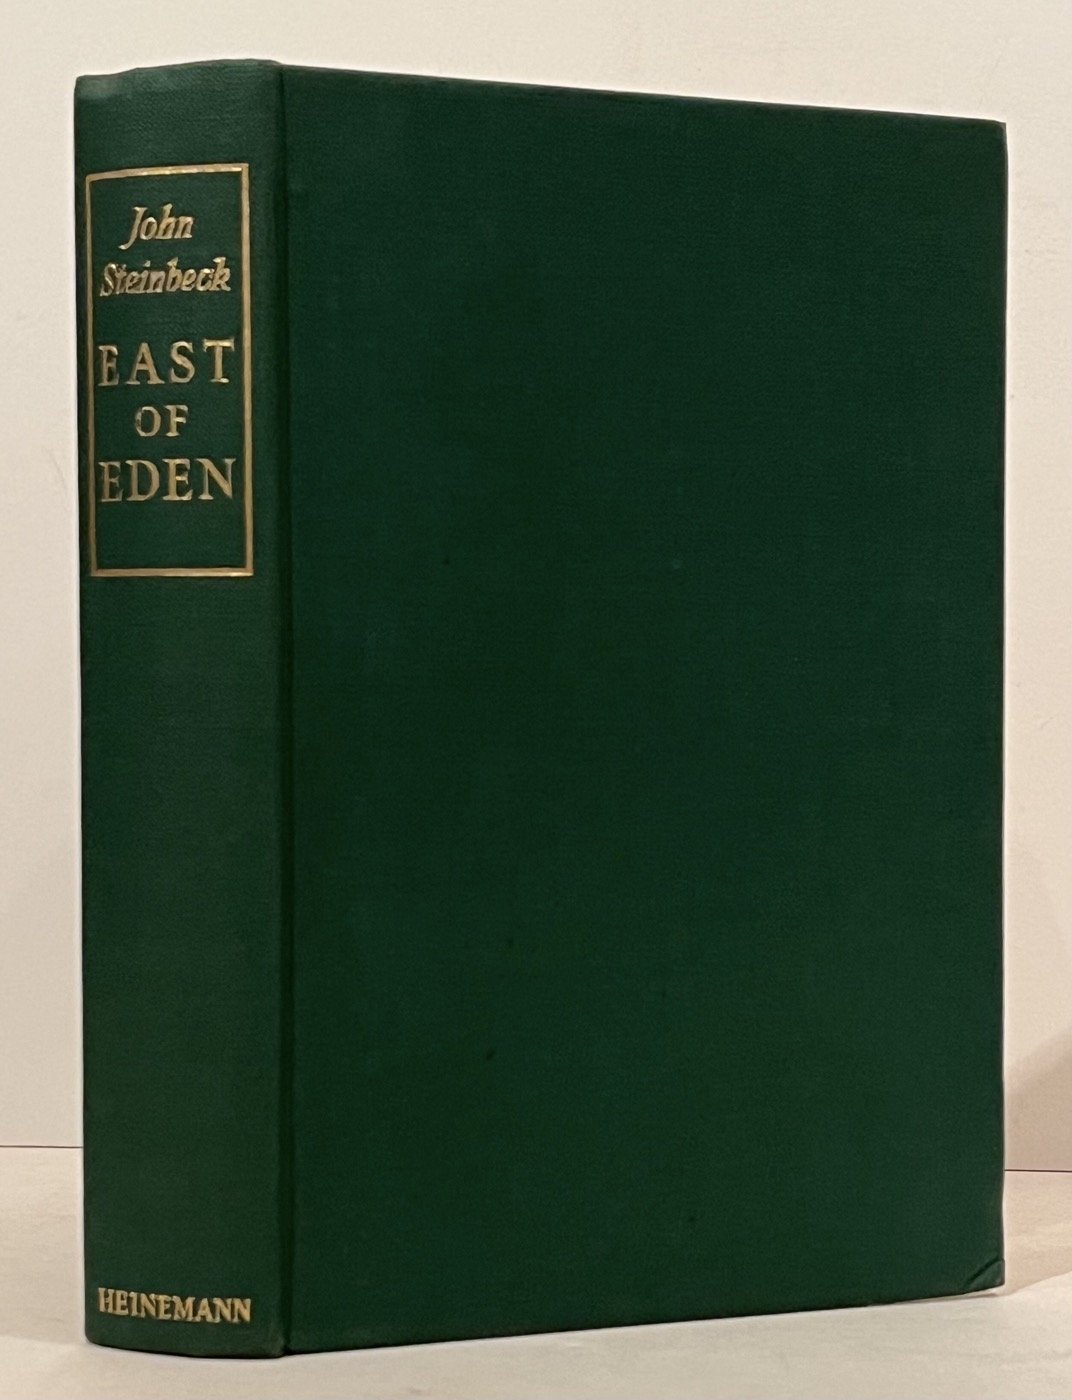 John
Steinbeck
EAST
OF
EDEN
HEINEMANN